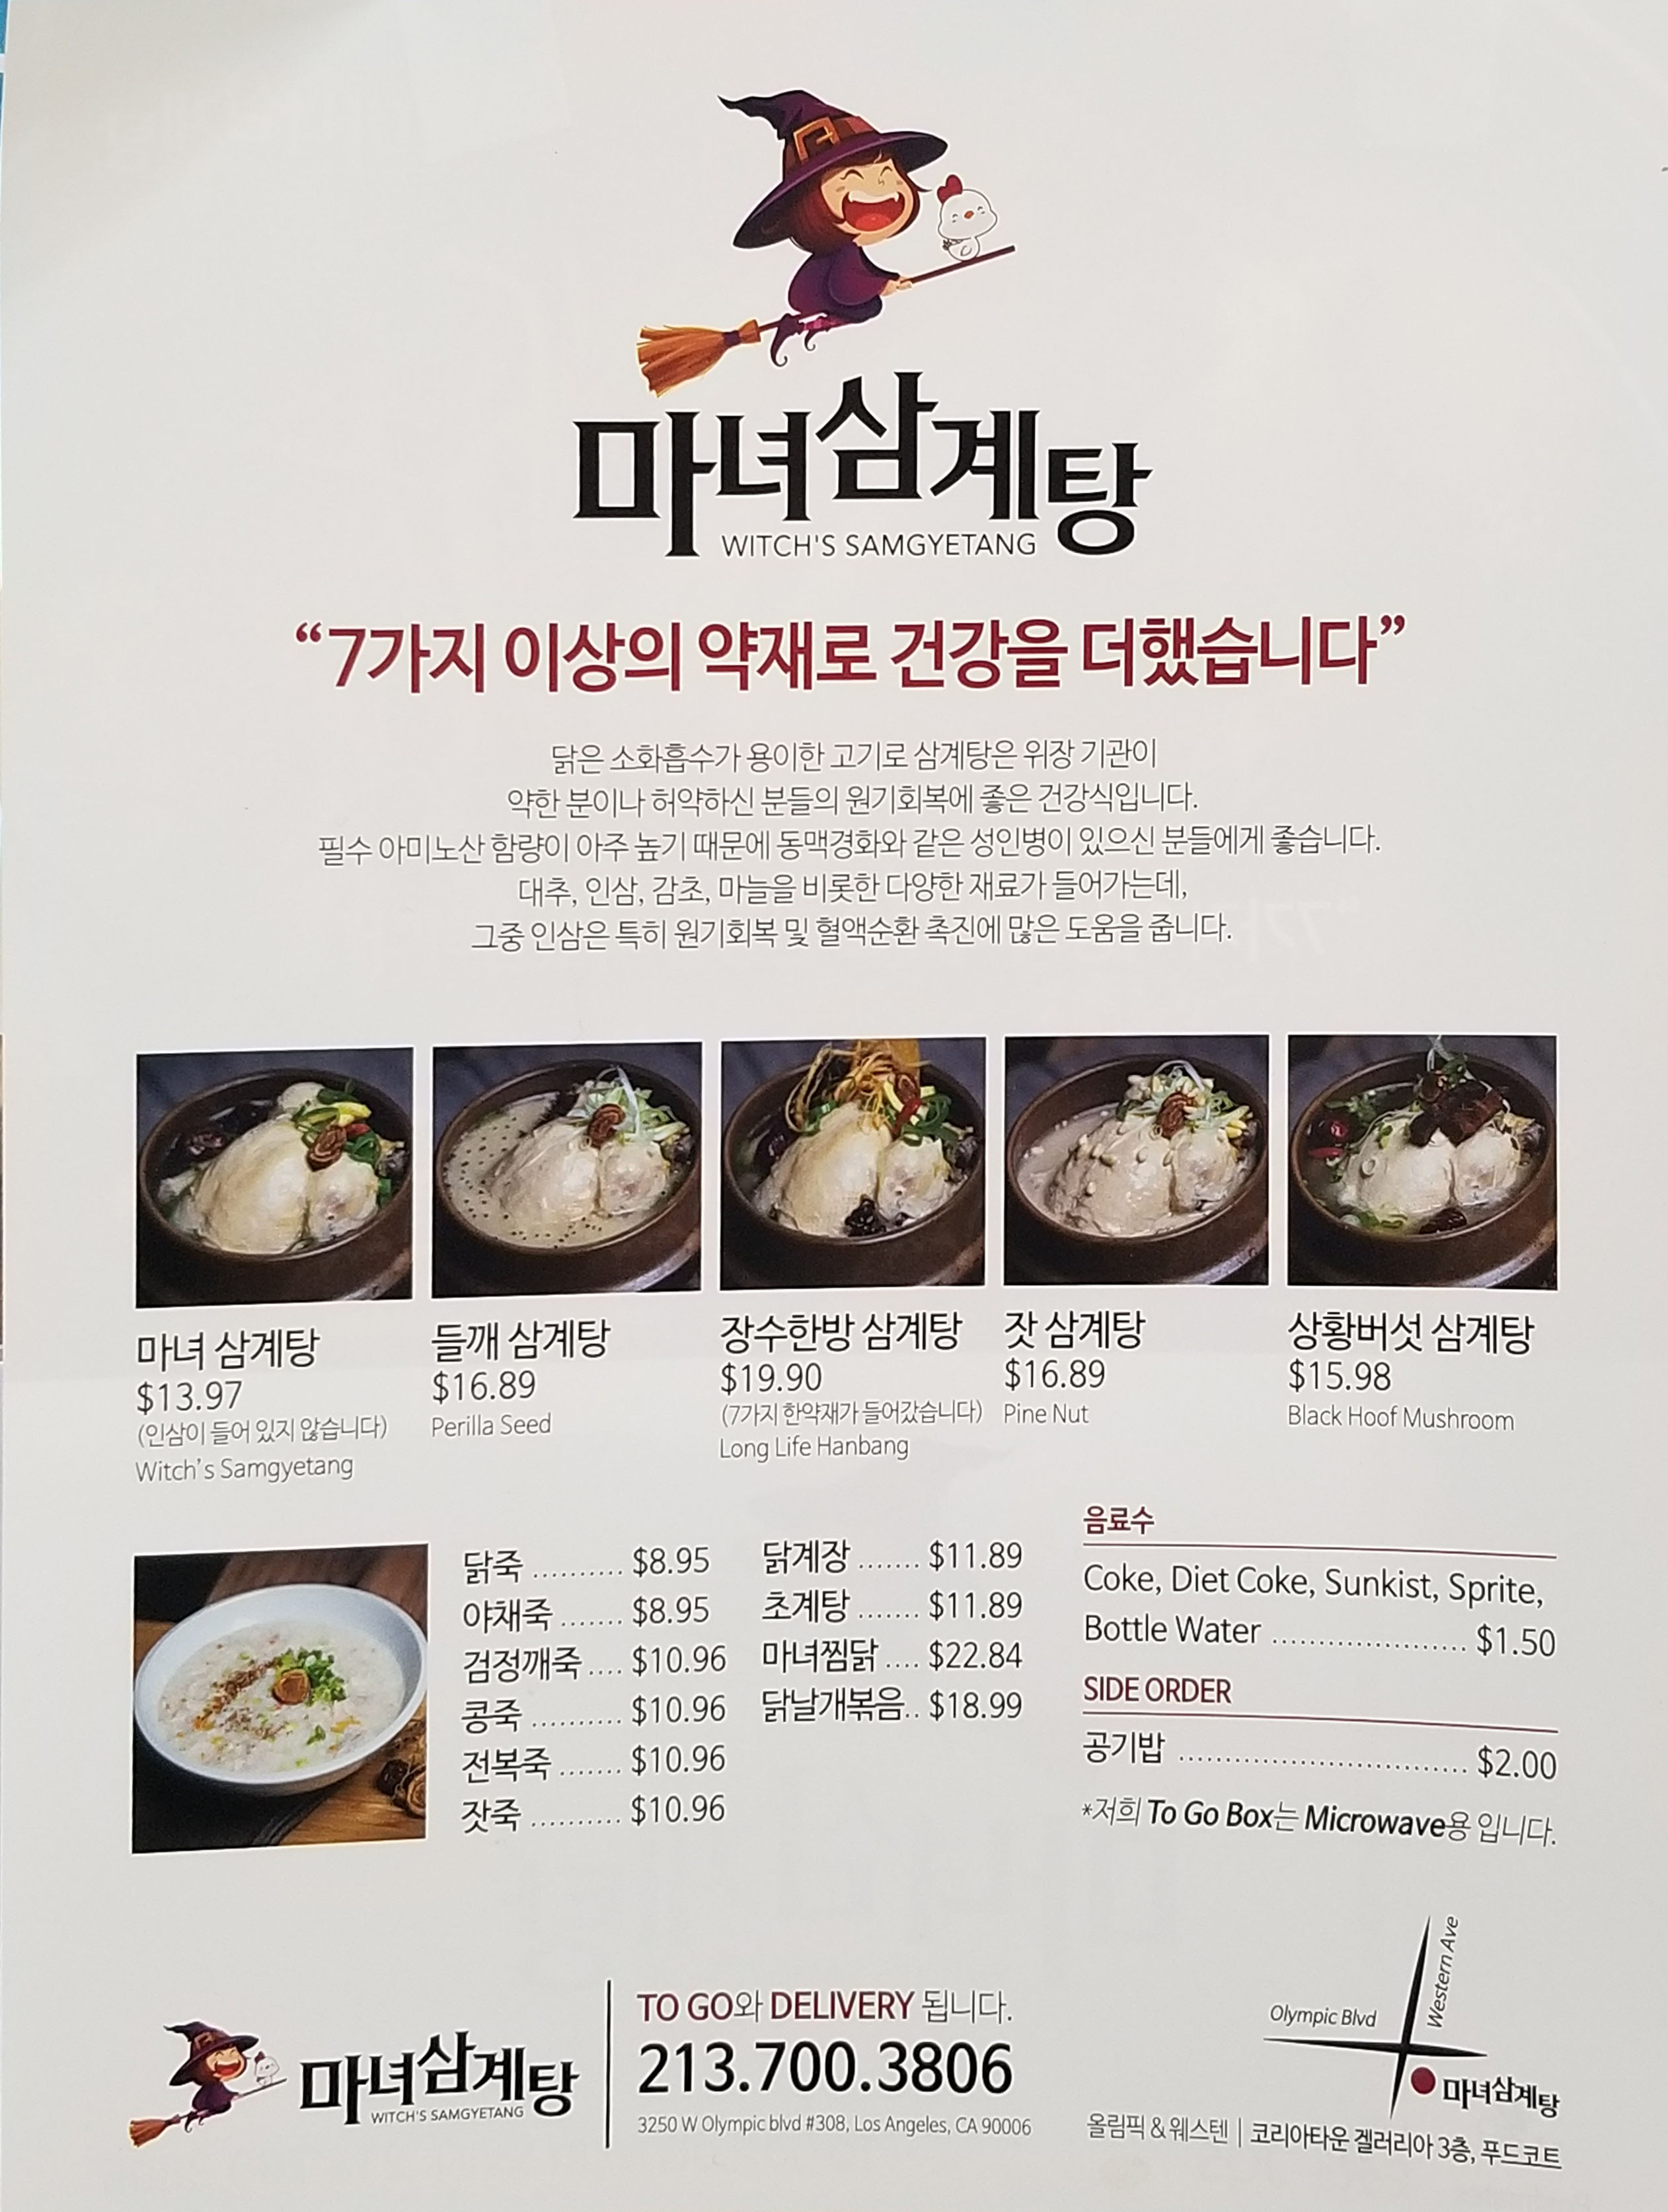 마녀삼계탕
WITCH'S SAMGYETANG
“7가지 이상의 약재로 건강을 더했습니다”
닭은 소화흡수가 용이한 고기로 삼계탕은 위장 기관이
약한 분이나 허약하신 분들의 원기회복에 좋은 건강식입니다.
필수 아미노산 함량이 아주 높기 때문에 동맥경화와 같은 성인병이 있으신 분들에게 좋습니다.
대추, 인삼, 감초, 마늘을 비롯한 다양한 재료가 들어가는데,
그중 인삼은 특히 원기회복 및 혈액순환 촉진에 많은 도움을 줍니다.
마녀 삼계탕
$13.97
(인삼이 들어 있지 않습니다)
Witch's Samgyetang
들깨 삼계탕
$16.89
Perilla Seed
장수한방 삼계탕
$19.90
(7가지 한약재가 들어갔습니다)
Long Life Hanbang
잣 삼계탕
$16.89
Pine Nut
상황버섯 삼계탕
$15.98
Black Hoof Mushroom
닭죽 .......... $8.95
야채죽 ....... $8.95
검정깨죽 .... $10.96
콩죽 .......... $10.96
전복죽 ....... $10.96
잣죽 .......... $10.96
닭계장 ....... $11.89
초계탕 ....... $11.89
마녀찜닭 .... $22.84
닭날개볶음.. $18.99
음료수
Coke, Diet Coke, Sunkist, Sprite,
Bottle Water ...................... $1.50
SIDE ORDER
공기밥 ................................ $2.00
*저희 To Go Box는 Microwave용 입니다.
마녀삼계탕
WITCH'S SAMGYETANG
TO GO와 DELIVERY 됩니다.
213.700.3806
3250 W Olympic blvd #308, Los Angeles, CA 90006
Western Ave
Olympic Blvd
마녀삼계탕
올림픽 & 웨스텐 | 코리아타운 겔러리아 3층, 푸드코트